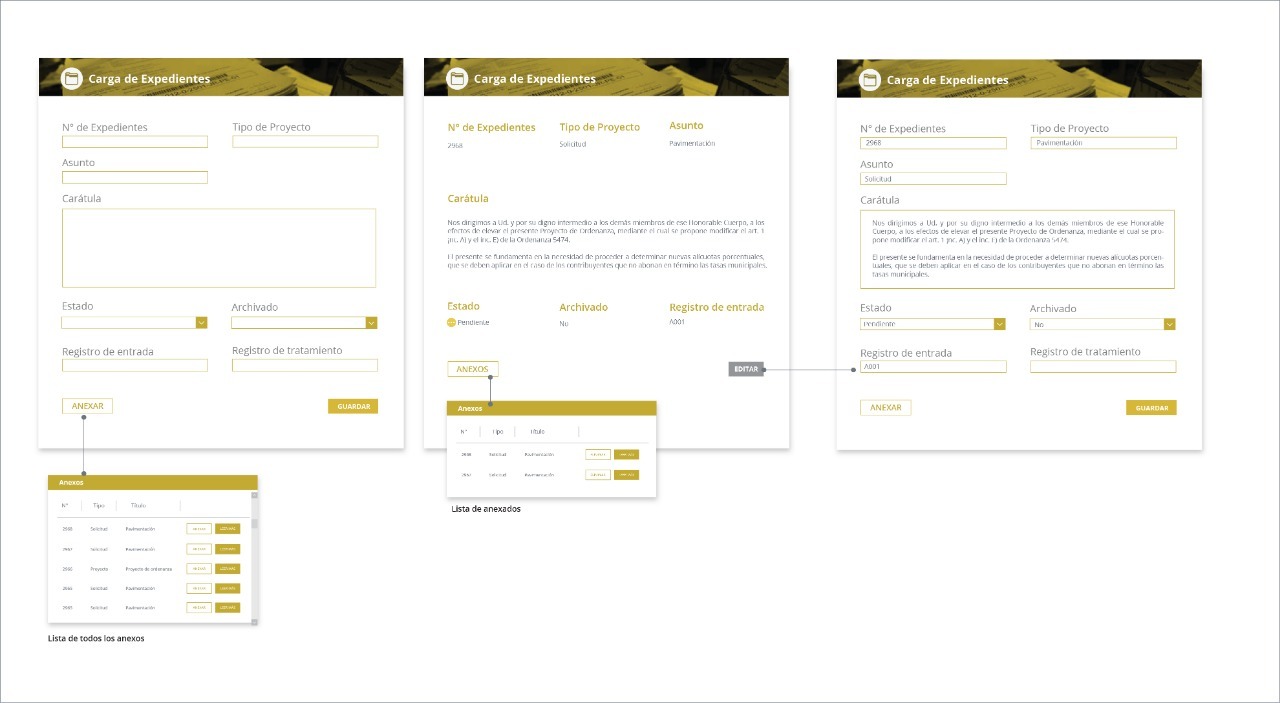 Carga de Expedientes
N° de Expedientes
Tipo de Proyecto
Asunto
Carátula
Estado
Archivado
Registro de entrada
Registro de tratamiento
ANEXAR
GUARDAR
Anexos
N° Tipo Título
2968 Solicitud Pavimentación
2967 Solicitud Pavimentación
Proyecto Proyecto de ordenanza
Solicitud Pavimentación
2965 Solicitud Pavimentación
Lista de todos los anexos
Carga de Expedientes
N° de Expedientes
Tipo de Proyecto
Asunto
2968
Solicitud
Pavimentación
Carátula
Nos dirigimos a Ud. y por su digno intermedio a los demás miembros de ese Honorable Cuerpo, a los
efectos de elevar el presente Proyecto de Ordenanza, mediante el cual se propone modificar el art. 1
jnc. A) y el inc. E) de la Ordenanza 5474.
El presente se fundamenta en la necesidad de proceder a determinar nuevas alícuotas porcentuales,
que se deben aplicar en el caso de los contribuyentes que no abonan en término las tasas municipales.
Estado
Archivado
Registro de entrada
Pendiente
No
A001
ANEXOS
EDITAR
Anexos
N° Tipo Título
2968 Solicitud Pavimentación
2967 Solicitud Pavimentación
Lista de anexados
Carga de Expedientes
N° de Expedientes
Tipo de Proyecto
2968
Pavimentación
Asunto
Solicitud
Carátula
Nos dirigimos a Ud. y por su digno intermedio a los demás miembros de ese Honorable
Cuerpo, a los efectos de elevar el presente Proyecto de Ordenanza, mediante el cual se pro-
pone modificar el art. 1 jnc. A) y el inc. E) de la Ordenanza 5474.
El presente se fundamenta en la necesidad de proceder a determinar nuevas alícuotas porcen-
tuales, que se deben aplicar en el caso de los contribuyentes que no abonan en término las
tasas municipales.
Estado
Archivado
Pendiente
No
Registro de entrada
Registro de tratamiento
A001
ANEXAR
GUARDAR